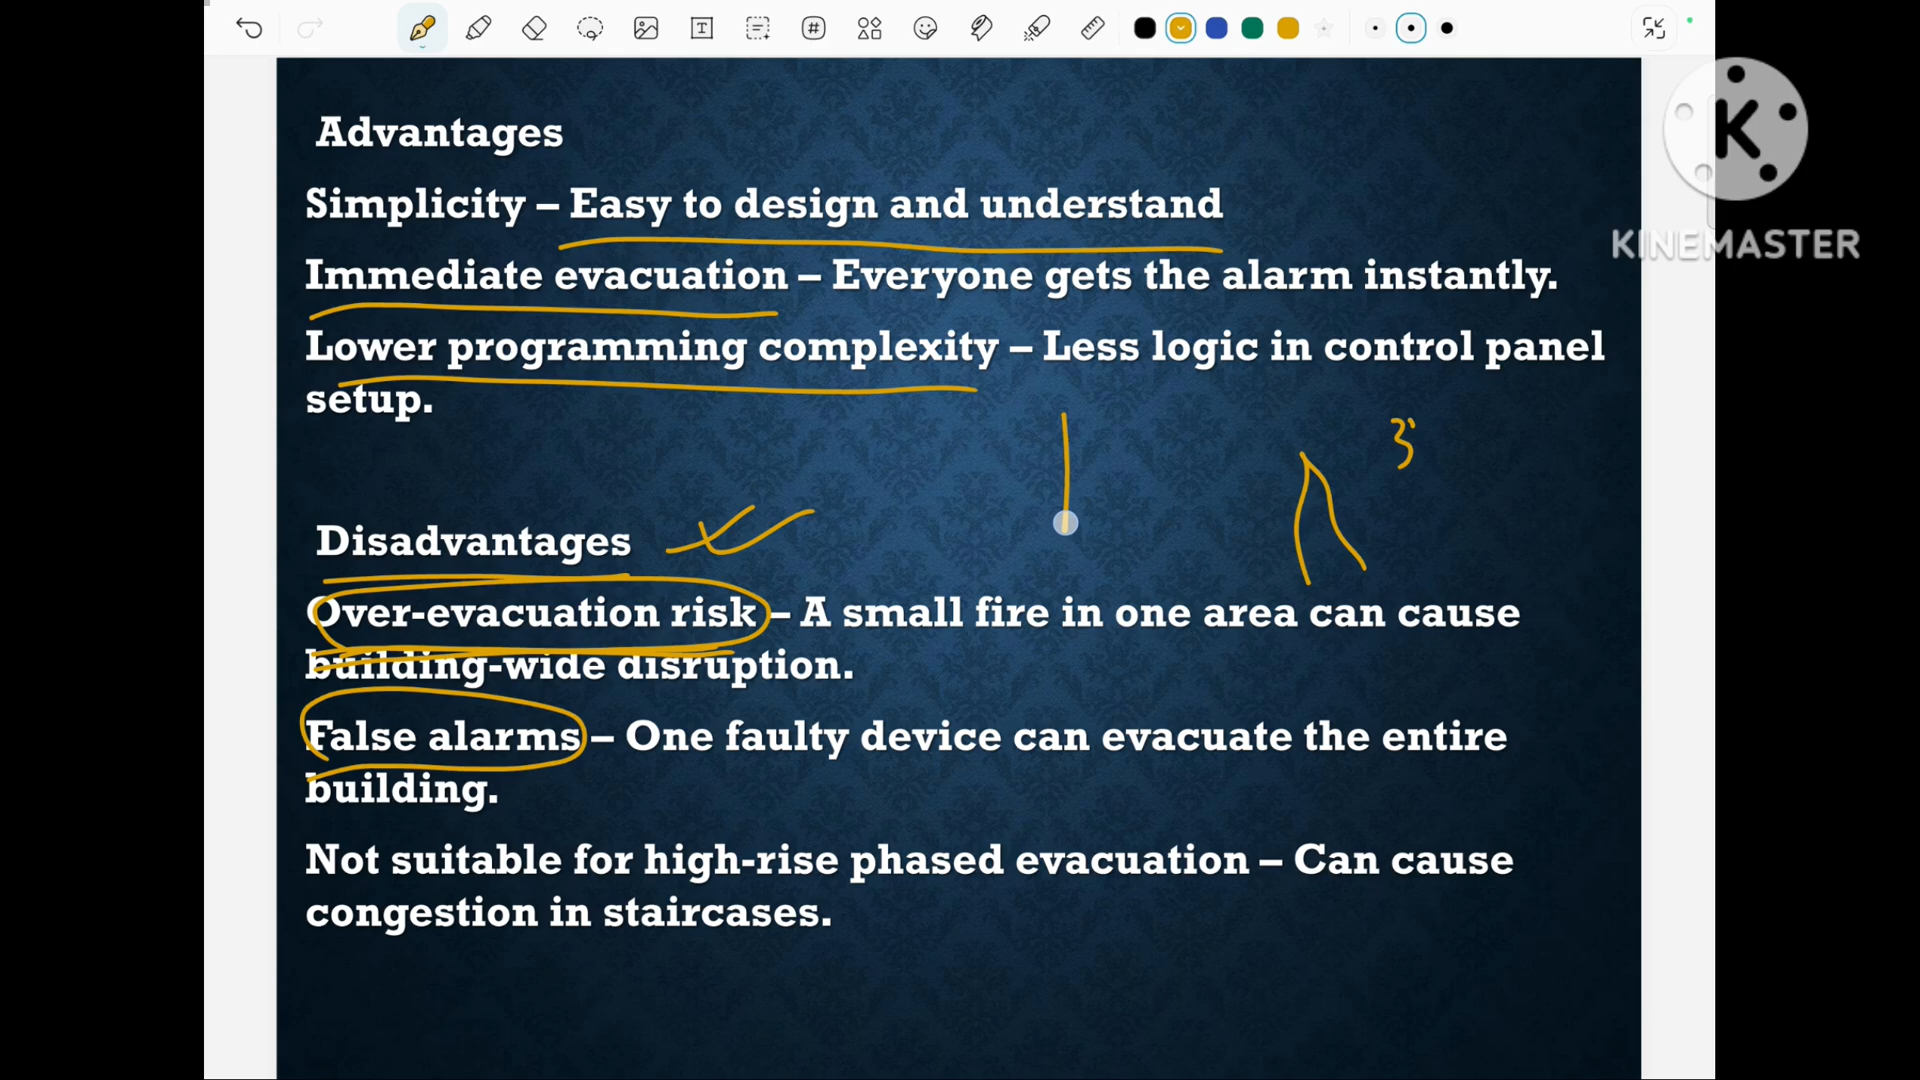 Advantages
Simplicity – Easy to design and understand
Immediate evacuation – Everyone gets the alarm instantly.
Lower programming complexity – Less logic in control panel
setup.
3
Disadvantages
Over-evacuation risk – A small fire in one area can cause
building-wide disruption.
False alarms – One faulty device can evacuate the entire
building.
Not suitable for high-rise phased evacuation – Can cause
congestion in staircases.
K
KINEMASTER